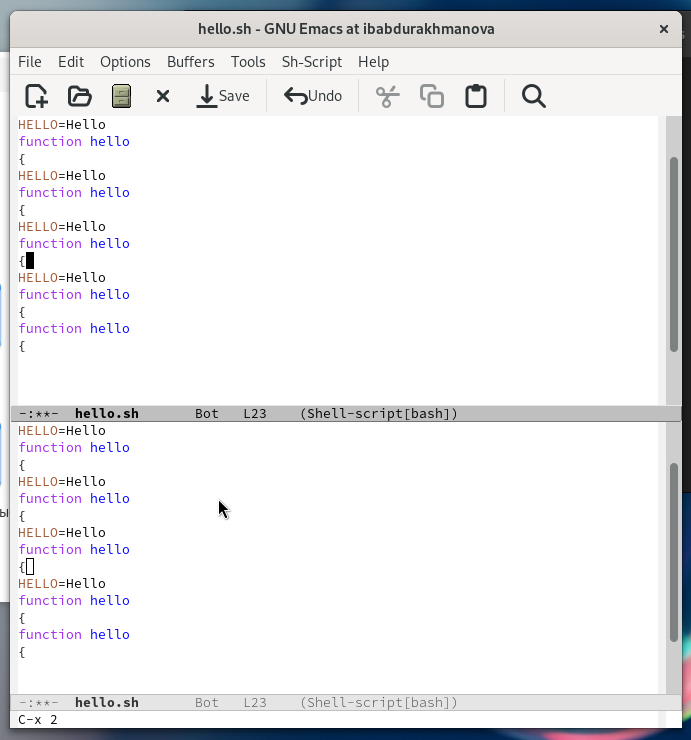 hello.sh - GNU Emacs at ibabdurakhmanova
File Edit Options Buffers Tools Sh-Script Help
Save Undo
HELLO=Hello
function hello
{
HELLO=Hello
function hello
{
HELLO=Hello
function hello
{
HELLO=Hello
function hello
{
function hello
{
-:**- hello.sh Bot L23 (Shell-script[bash])
HELLO=Hello
function hello
{
HELLO=Hello
function hello
{
HELLO=Hello
function hello
{
HELLO=Hello
function hello
{
function hello
{
-:**- hello.sh Bot L23 (Shell-script[bash])
C-x 2